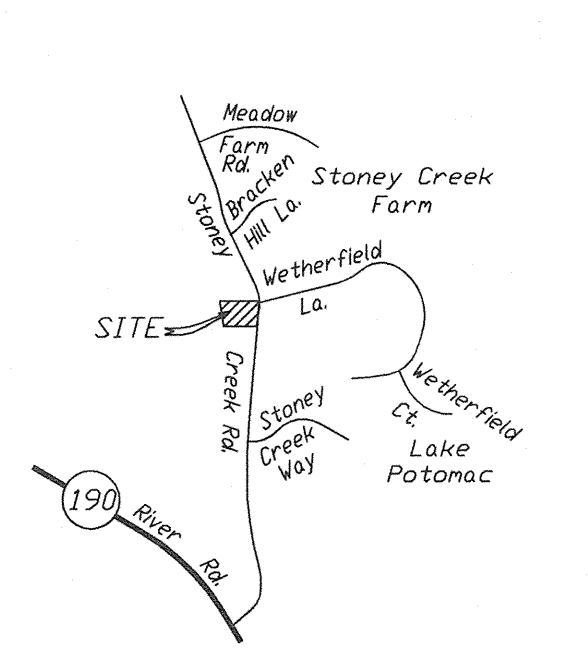 Meadow
Farm
Rd.
Bracken
Hill La.
Stoney Creek
Farm
Stoney
Wetherfield
La.
SITE
Creek Rd.
Stoney
Creek
Way
Wetherfield
Ct.
Lake
Potomac
190
River
Rd.